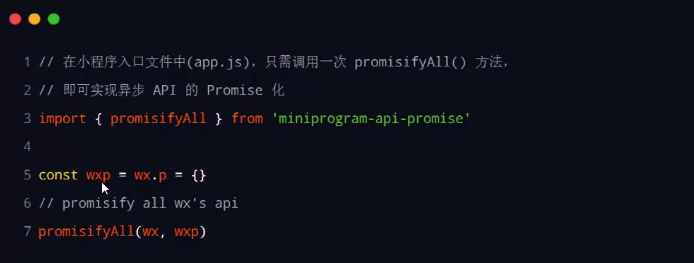 1 // 在小程序入口文件中(app.js)，只需调用一次 promisifyAll() 方法，
2 // 即可实现异步 API 的 Promise 化
3 import { promisifyAll } from 'miniprogram-api-promise'
4
5 const wxp = wx.p = {}
6 // promisify all wx's api
7 promisifyAll(wx, wxp)